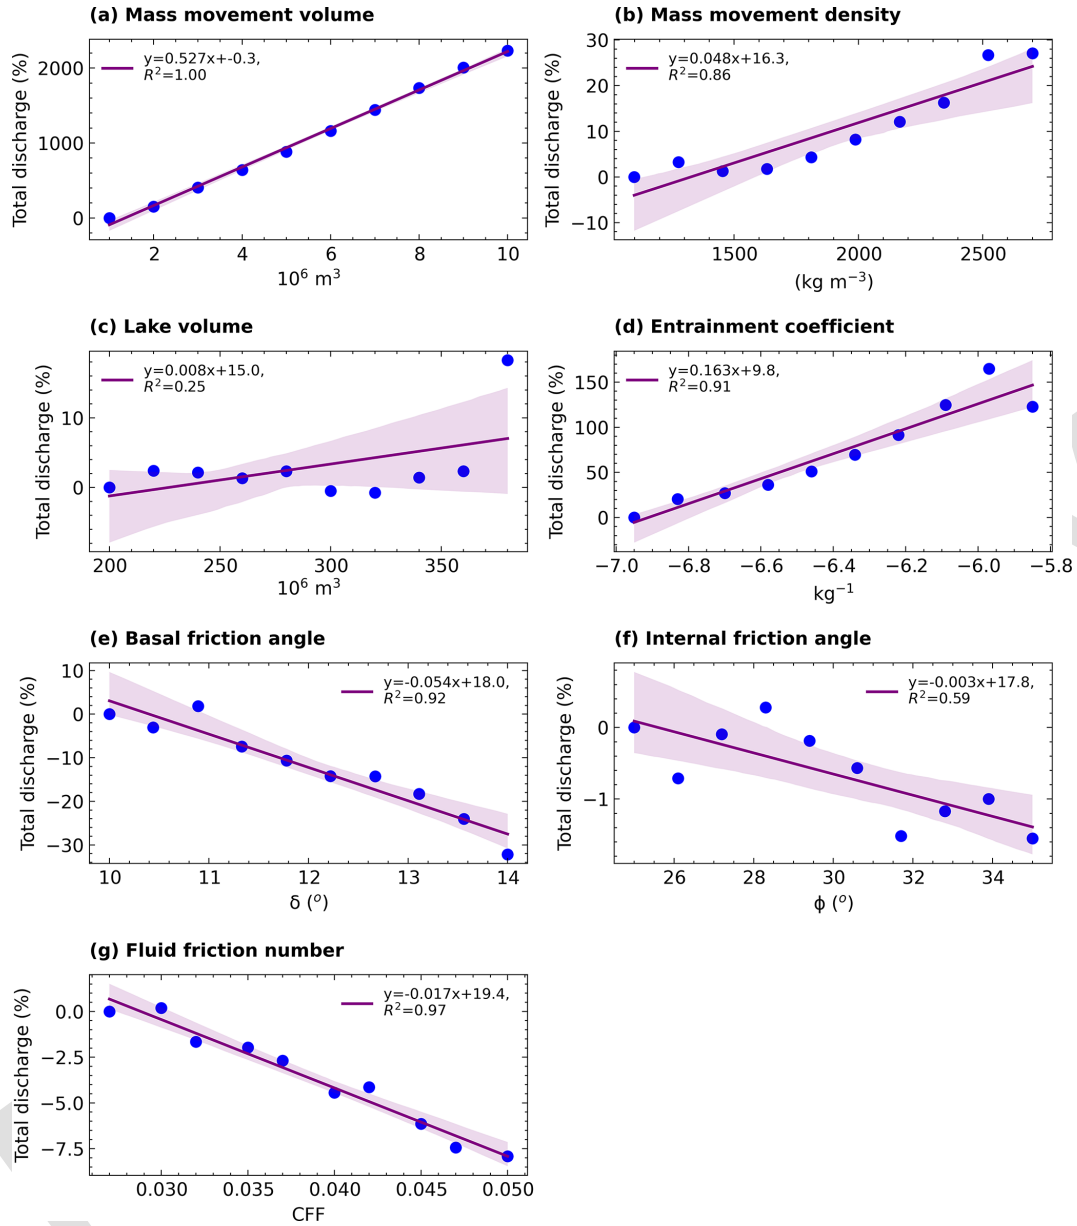 (a) Mass movement volume
y=0.527x+-0.3,
R²=1.00
Total discharge (%)
2000
1000
0
2
4
6
8
10
10⁶ m³
(b) Mass movement density
y=0.048x+16.3,
R²=0.86
Total discharge (%)
30
20
10
0
−10
1500
2000
2500
(kg m⁻³)
(c) Lake volume
y=0.008x+15.0,
R²=0.25
Total discharge (%)
10
0
200
250
300
350
10⁶ m³
(d) Entrainment coefficient
y=0.163x+9.8,
R²=0.91
Total discharge (%)
150
100
50
0
−7.0
−6.8
−6.6
−6.4
−6.2
−6.0
−5.8
kg⁻¹
(e) Basal friction angle
y=-0.054x+18.0,
R²=0.92
Total discharge (%)
10
0
−10
−20
−30
10
11
12
13
14
δ (°)
(f) Internal friction angle
y=-0.003x+17.8,
R²=0.59
Total discharge (%)
0
−1
26
28
30
32
34
ϕ (°)
(g) Fluid friction number
y=-0.017x+19.4,
R²=0.97
Total discharge (%)
0.0
−2.5
−5.0
−7.5
0.030
0.035
0.040
0.045
0.050
CFF